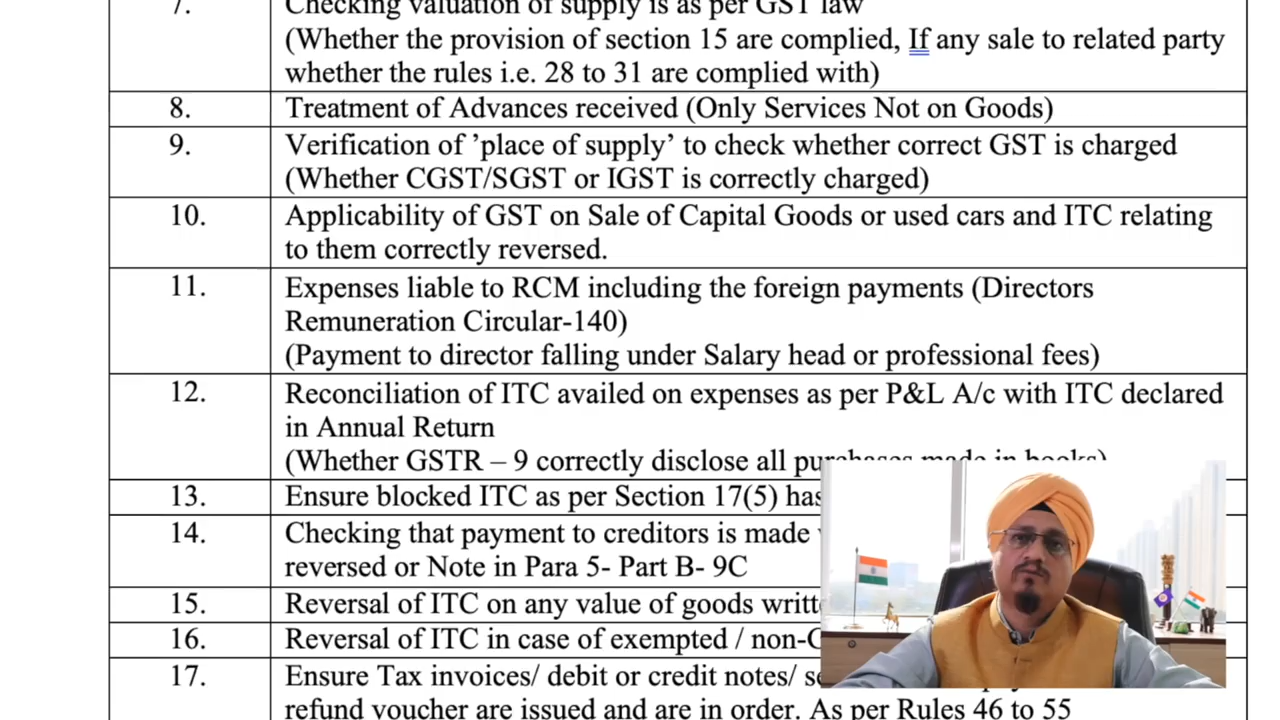 7.
Checking valuation of supply is as per GST law
(Whether the provision of section 15 are complied, If any sale to related party
whether the rules i.e. 28 to 31 are complied with)
8.
Treatment of Advances received (Only Services Not on Goods)
9.
Verification of ’place of supply’ to check whether correct GST is charged
(Whether CGST/SGST or IGST is correctly charged)
10.
Applicability of GST on Sale of Capital Goods or used cars and ITC relating
to them correctly reversed.
11.
Expenses liable to RCM including the foreign payments (Directors
Remuneration Circular-140)
(Payment to director falling under Salary head or professional fees)
12.
Reconciliation of ITC availed on expenses as per P&L A/c with ITC declared
in Annual Return
(Whether GSTR – 9 correctly disclose all purchases made in books)
13.
Ensure blocked ITC as per Section 17(5) has
14.
Checking that payment to creditors is made
reversed or Note in Para 5- Part B- 9C
15.
Reversal of ITC on any value of goods
16.
Reversal of ITC in case of exempted /
17.
Ensure Tax invoices/ debit or credit notes/
refund voucher are issued and are in order. As per Rules 46 to 55